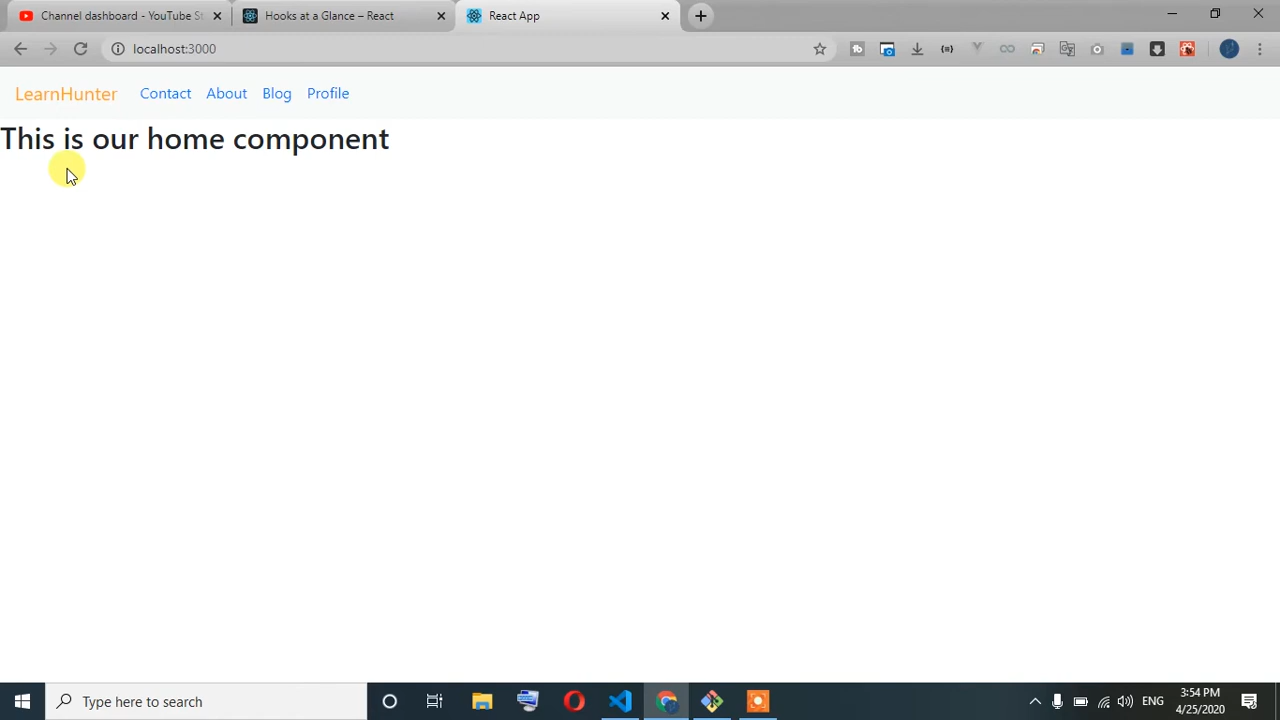 Channel dashboard - YouTube St
Hooks at a Glance – React
React App
localhost:3000
LearnHunter Contact About Blog Profile
This is our home component
Type here to search
ENG
3:54 PM
4/25/2020